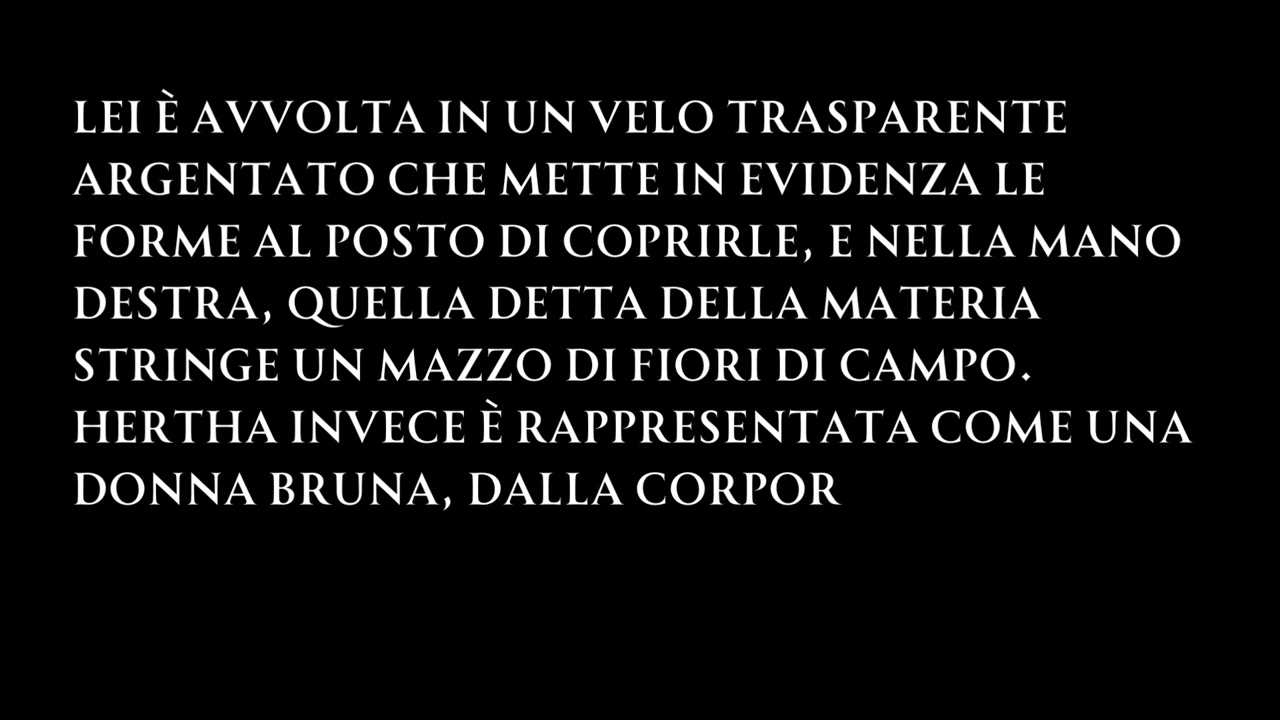 LEI È AVVOLTA IN UN VELO TRASPARENTE
ARGENTATO CHE METTE IN EVIDENZA LE
FORME AL POSTO DI COPRIRLE, E NELLA MANO
DESTRA, QUELLA DETTA DELLA MATERIA
STRINGE UN MAZZO DI FIORI DI CAMPO.
HERTHA INVECE È RAPPRESENTATA COME UNA
DONNA BRUNA, DALLA CORPOR